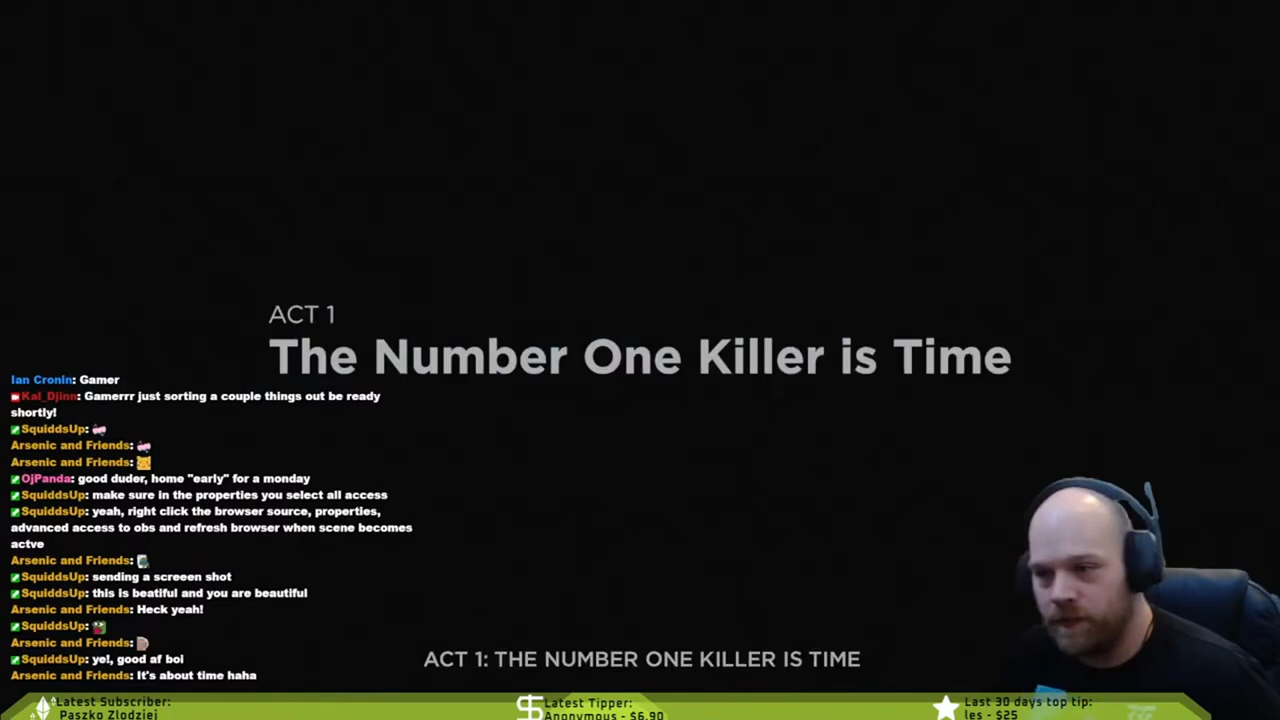 ACT 1
The Number One Killer is Time
Ian Cronin: Gamer
Kal_Djinn: Gamerrr just sorting a couple things out be ready
shortly!
SquiddsUp:
Arsenic and Friends:
Arsenic and Friends:
OjPanda: good duder, home "early" for a monday
SquiddsUp: make sure in the properties you select all access
SquiddsUp: yeah, right click the browser source, properties,
advanced access to obs and refresh browser when scene becomes
actve
Arsenic and Friends:
SquiddsUp: sending a screeen shot
SquiddsUp: this is beatiful and you are beautiful
Arsenic and Friends: Heck yeah!
SquiddsUp:
Arsenic and Friends:
SquiddsUp: ye!, good af boi
Arsenic and Friends: It's about time haha
ACT 1: THE NUMBER ONE KILLER IS TIME
Latest Subscriber:
Paszko Zlodziej
Latest Tipper:
Anonymous - $6.90
Last 30 days top tip:
les - $25